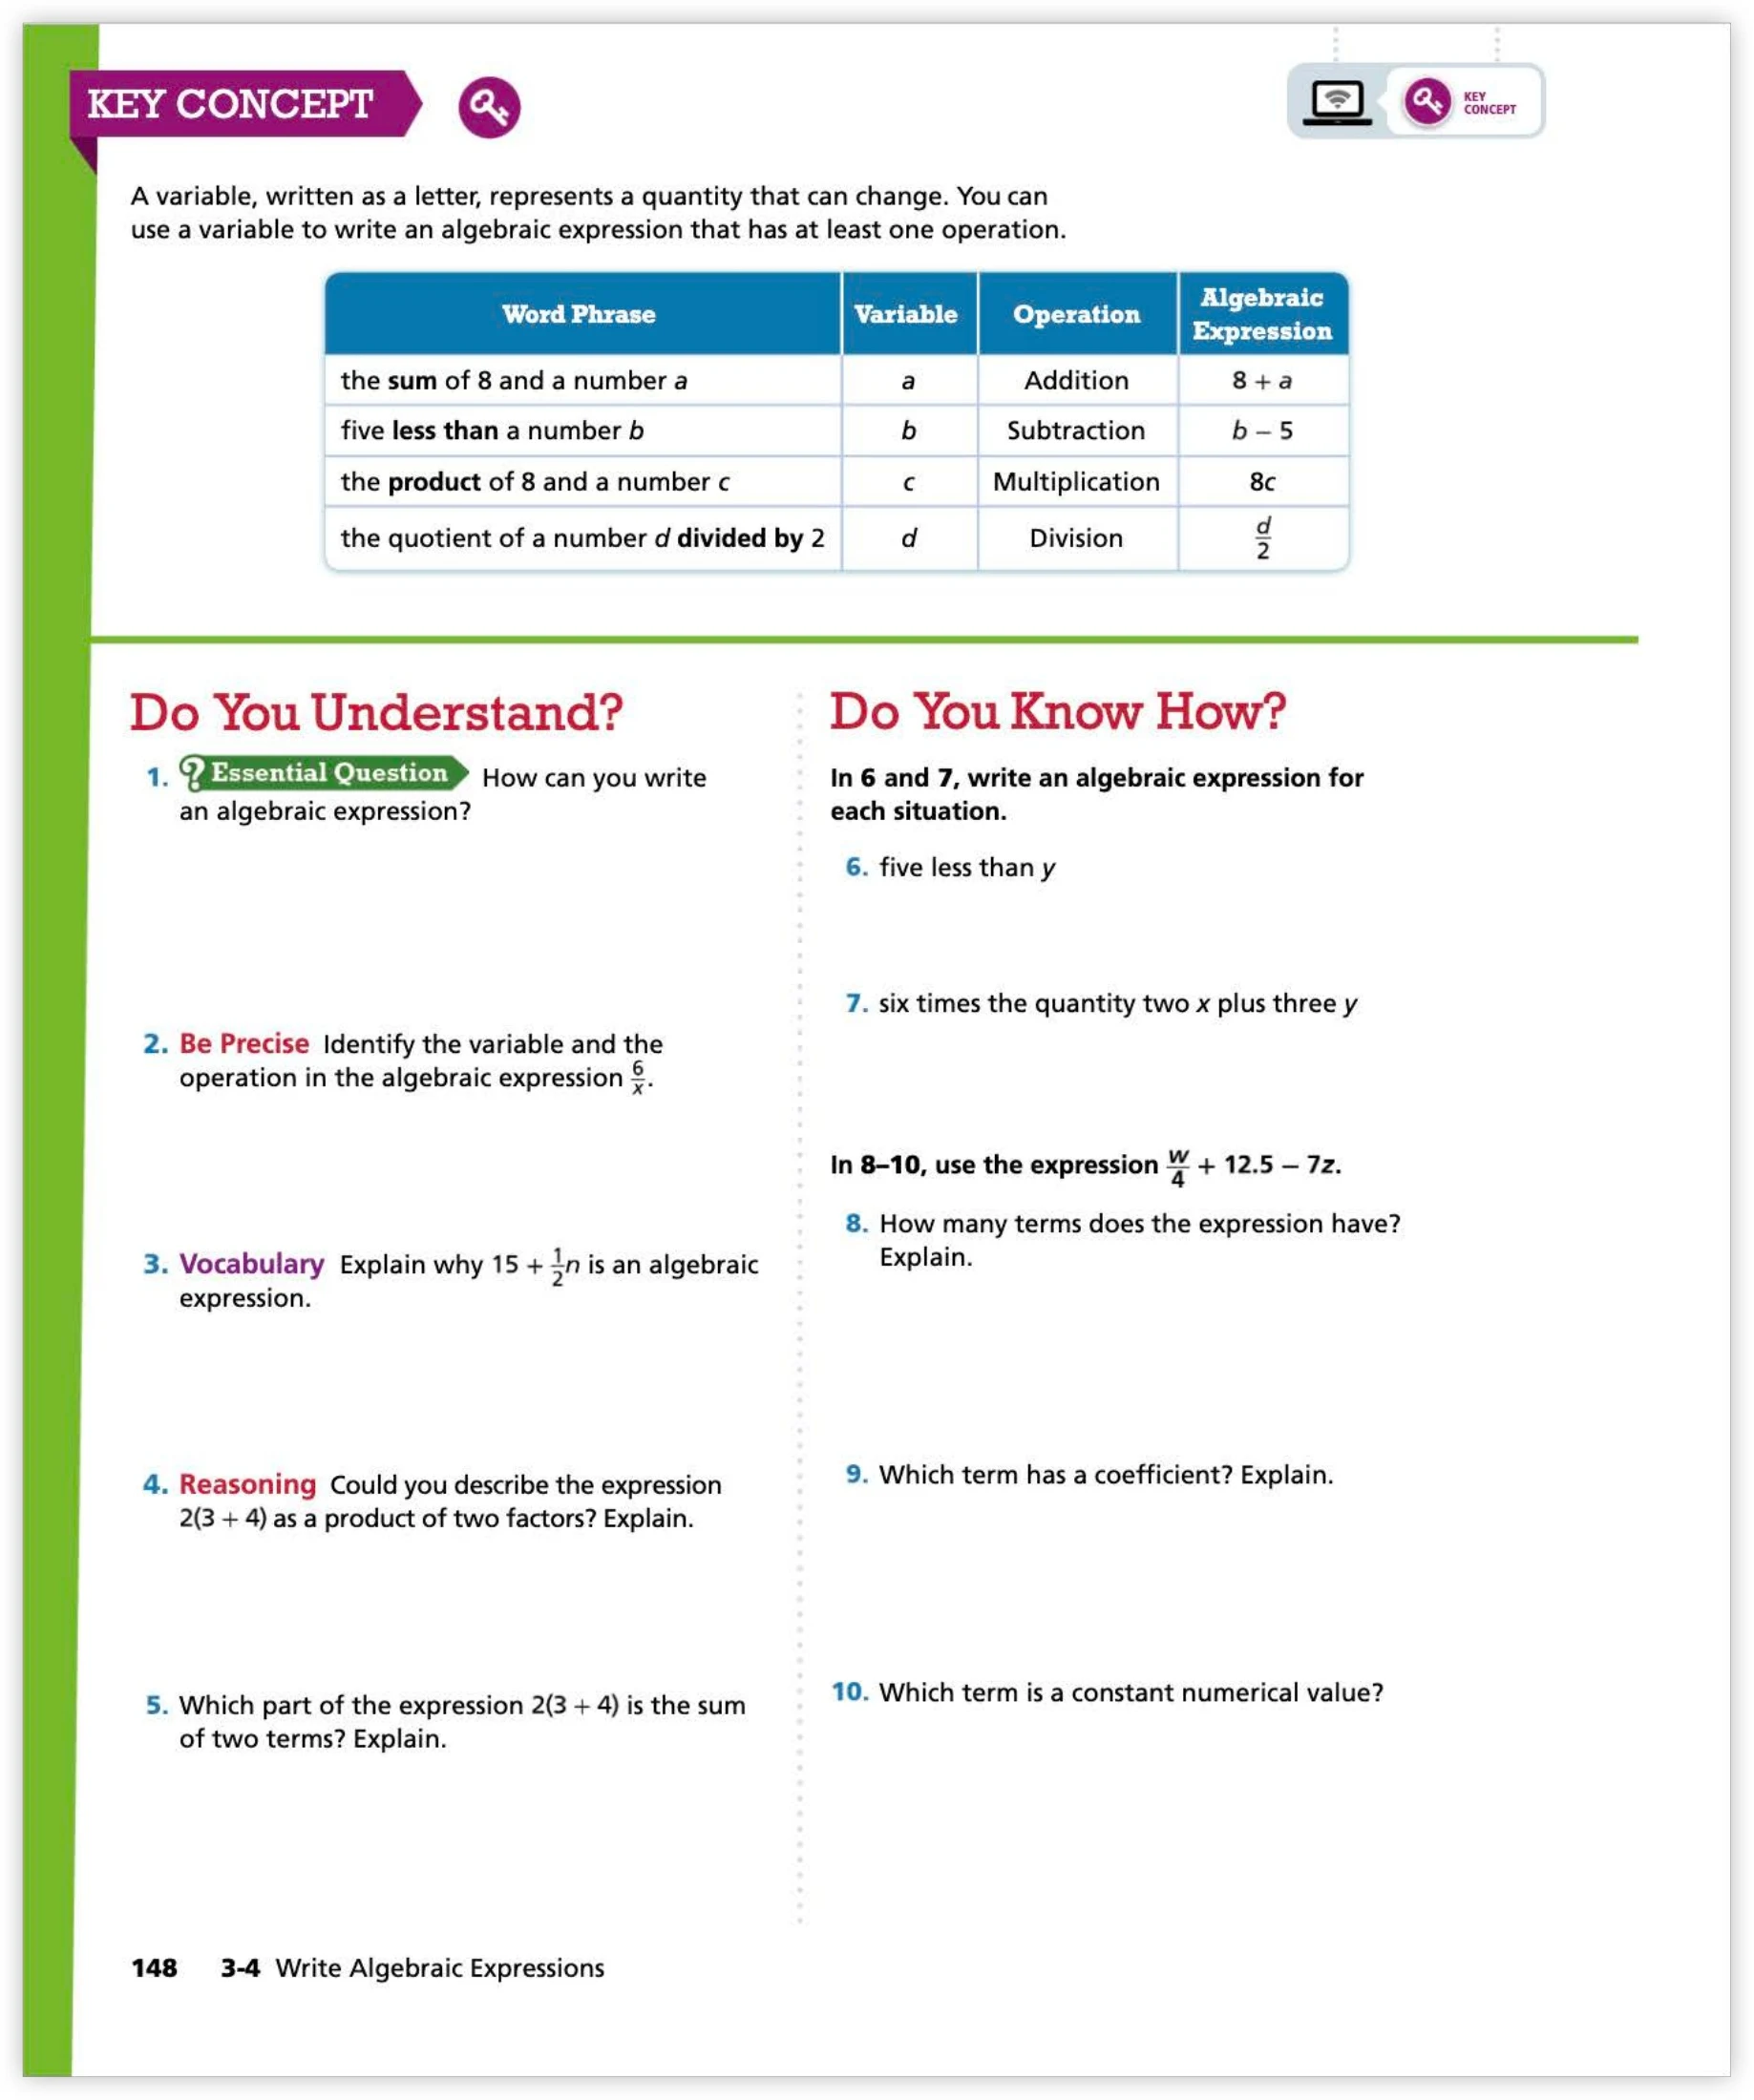 KEY CONCEPT
KEY
CONCEPT
A variable, written as a letter, represents a quantity that can change. You can
use a variable to write an algebraic expression that has at least one operation.
Word Phrase Variable Operation Algebraic Expression
the sum of 8 and a number a a Addition 8 + a
five less than a number b b Subtraction b − 5
the product of 8 and a number c c Multiplication 8c
the quotient of a number d divided by 2 d Division d/2
Do You Understand?
1. ? Essential Question How can you write
an algebraic expression?
2. Be Precise Identify the variable and the
operation in the algebraic expression 6/x.
3. Vocabulary Explain why 15 + 1/2n is an algebraic
expression.
4. Reasoning Could you describe the expression
2(3 + 4) as a product of two factors? Explain.
5. Which part of the expression 2(3 + 4) is the sum
of two terms? Explain.
Do You Know How?
In 6 and 7, write an algebraic expression for
each situation.
6. five less than y
7. six times the quantity two x plus three y
In 8–10, use the expression w/4 + 12.5 − 7z.
8. How many terms does the expression have?
Explain.
9. Which term has a coefficient? Explain.
10. Which term is a constant numerical value?
148 3-4 Write Algebraic Expressions